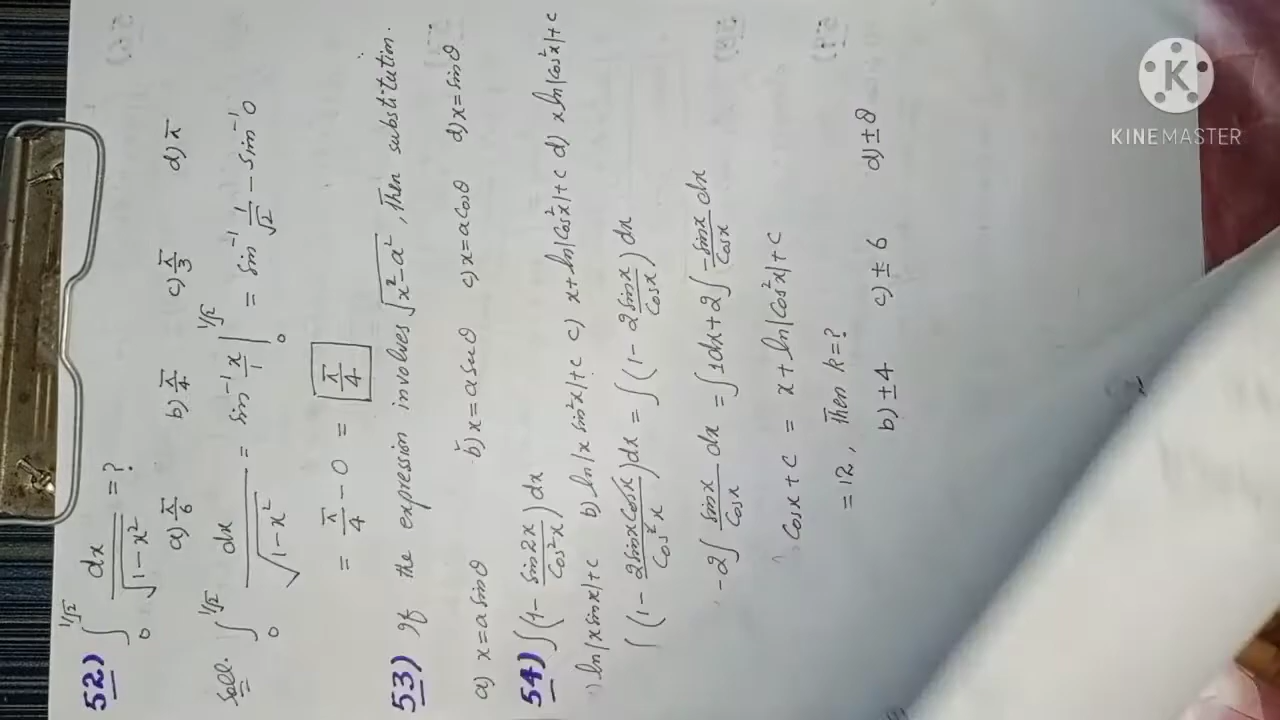 52) ∫₀^{1/√2} dx/√(1-x²) = ?
a) π/6 b) π/4 c) π/3 d) π
Soll. ∫₀^{1/√2} dx/√(1-x²) = sin⁻¹ x/1 |₀^{1/√2} = sin⁻¹ 1/√2 - sin⁻¹ 0
= π/4 - 0 = π/4
53) If the expression involves √(x²-a²), then substitution.
a) x = a sinθ b) x = a secθ c) x = a cosθ d) x = sinθ
54) ∫(1 - sin2x/cos²x) dx
) ln|x sinx|+c b) ln|x sin²x|+c c) x+ln|cos²x|+c d) x ln|cos²x|+c
∫(1 - 2sinx cosx/cos²x) dx = ∫(1 - 2 sinx/cosx) dx
-2∫ sinx/cosx dx = ∫1dx + 2∫ -sinx/cosx dx
cosx + c = x + ln|cos²x| + c
= 12, then k = ?
b) ±4 c) ±6 d) ±8
K
KINEMASTER